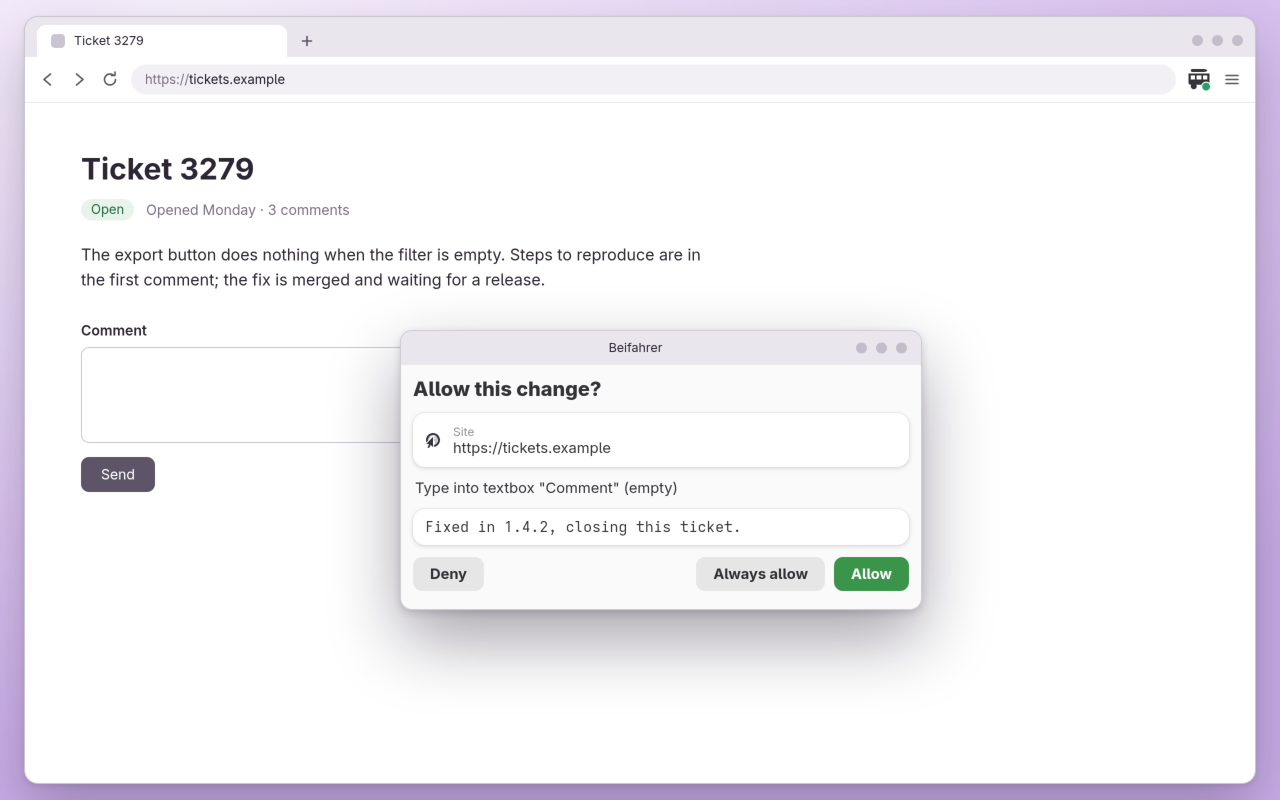 Ticket 3279
https://tickets.example
Ticket 3279
Open
Opened Monday · 3 comments
The export button does nothing when the filter is empty. Steps to reproduce are in
the first comment; the fix is merged and waiting for a release.
Comment
Send
Beifahrer
Allow this change?
Site
https://tickets.example
Type into textbox "Comment" (empty)
Fixed in 1.4.2, closing this ticket.
Deny
Always allow
Allow